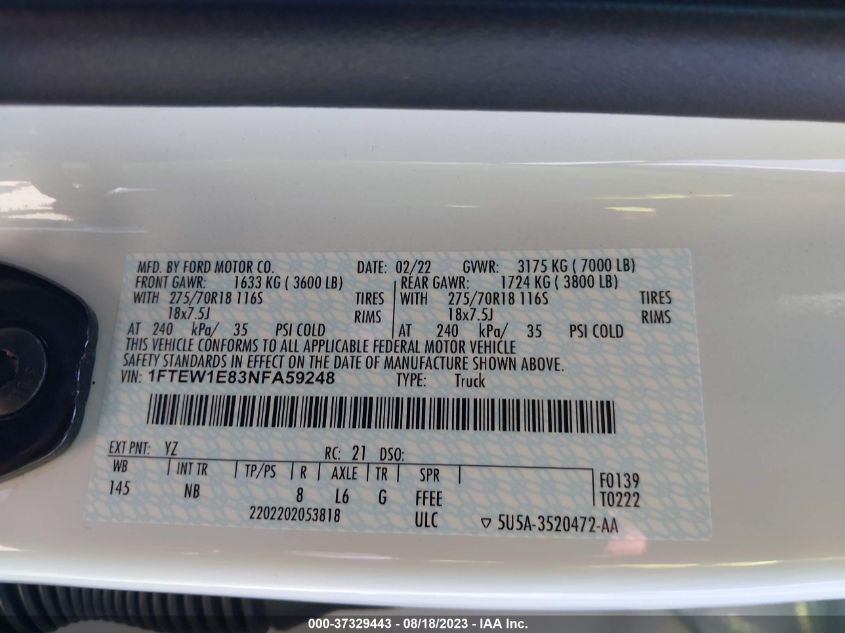 MFD. BY FORD MOTOR CO. DATE: 02/22 GVWR: 3175 KG ( 7000 LB)
FRONT GAWR: 1633 KG ( 3600 LB) REAR GAWR: 1724 KG ( 3800 LB)
WITH 275/70R18 116S TIRES WITH 275/70R18 116S TIRES
18x7.5J RIMS 18x7.5J RIMS
AT 240 kPa/ 35 PSI COLD AT 240 kPa/ 35 PSI COLD
THIS VEHICLE CONFORMS TO ALL APPLICABLE FEDERAL MOTOR VEHICLE
SAFETY STANDARDS IN EFFECT ON THE DATE OF MANUFACTURE SHOWN ABOVE.
VIN: 1FTEW1E83NFA59248 TYPE: Truck
EXT PNT: YZ RC: 21 DSO:
WB INT TR TP/PS R AXLE TR SPR
145 NB 8 L6 G FFEE
F0139
T0222
2202202053818 ULC ▽ 5U5A-3520472-AA
000-37329443 - 08/18/2023 - IAA Inc.